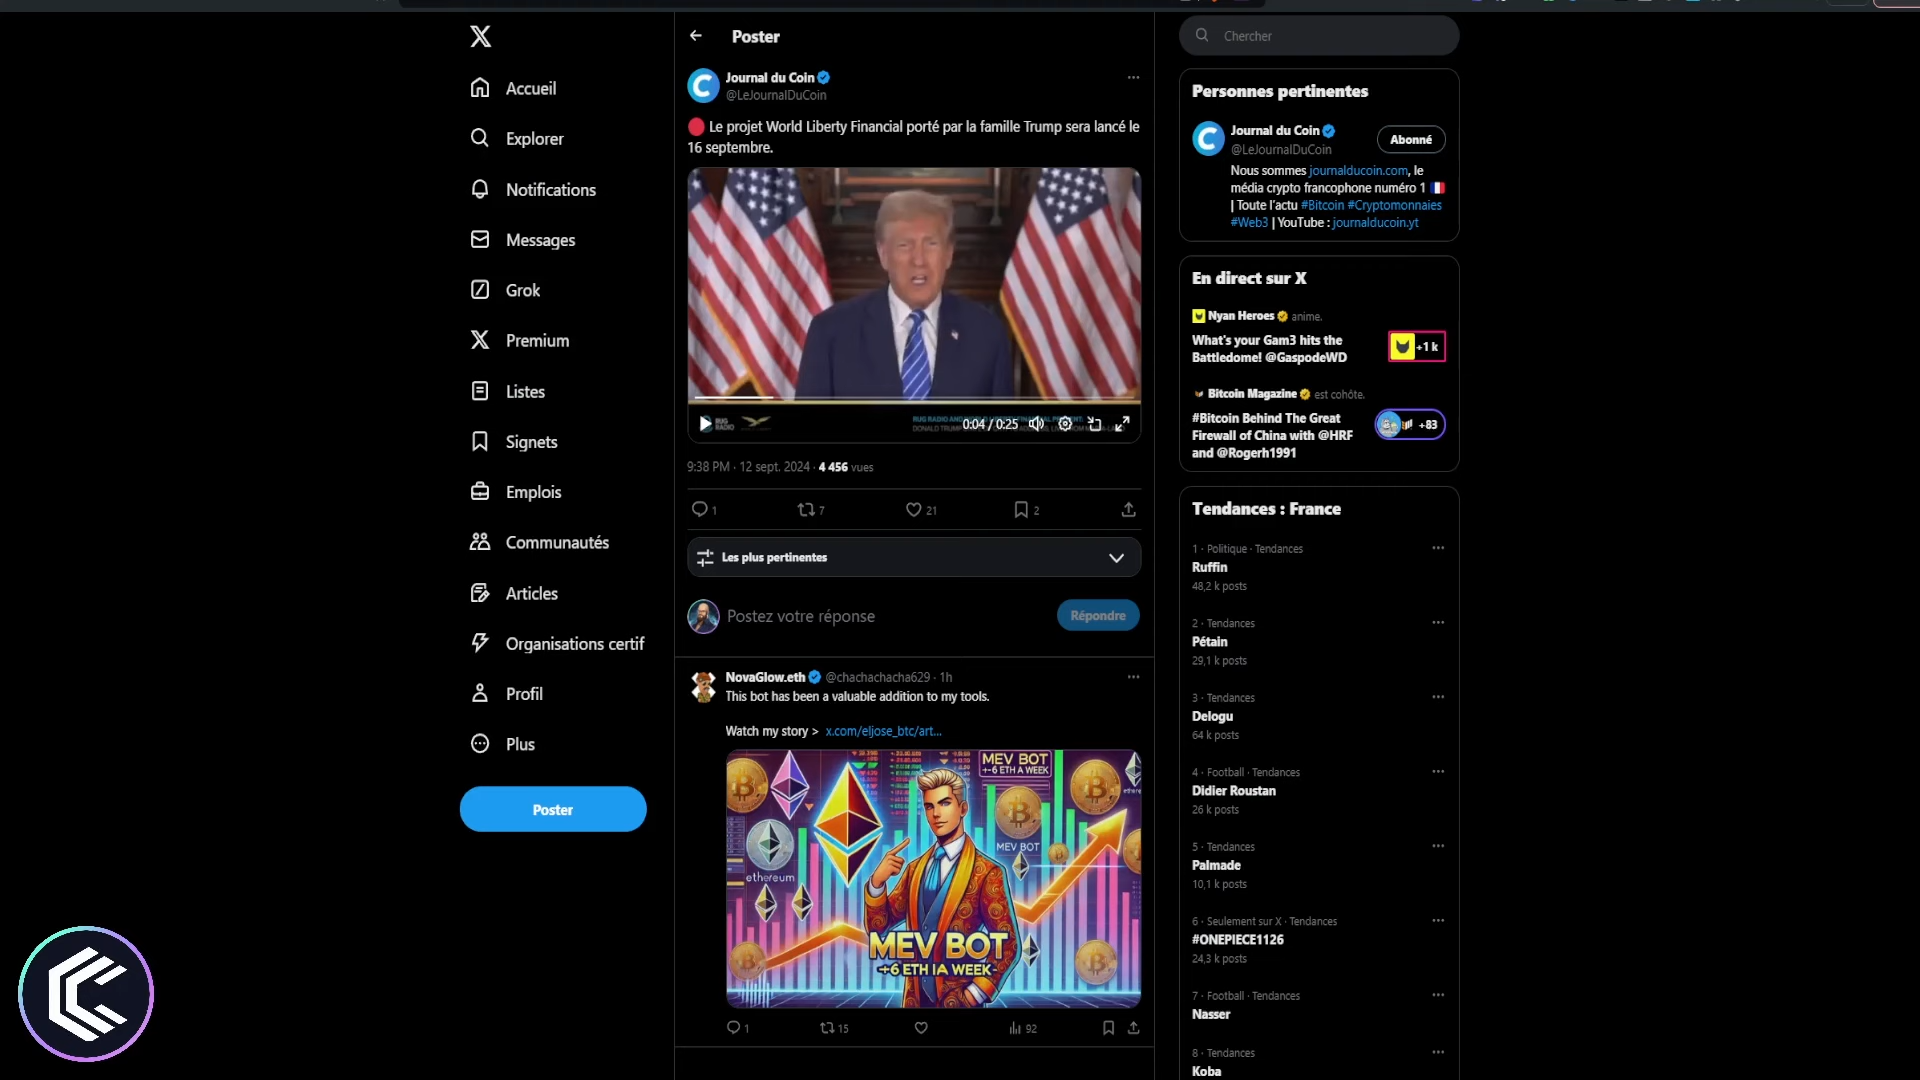 Accueil
Explorer
Notifications
Messages
Grok
Premium
Listes
Signets
Emplois
Communautés
Articles
Organisations certif
Profil
Plus
Poster
Poster
Journal du Coin
@LeJournalDuCoin
Le projet World Liberty Financial porté par la famille Trump sera lancé le
16 septembre.
RUG
RADIO
0:04 / 0:25
9:38 PM · 12 sept. 2024 · 4 456 vues
1
7
21
2
Les plus pertinentes
Postez votre réponse
Répondre
NovaGlow.eth @chachachacha629 · 1h
This bot has been a valuable addition to my tools.
Watch my story > x.com/eljose_btc/art...
MEV BOT
+-6 ETH A WEEK
MEV BOT
ethereum
MEV BOT
+6 ETH IA WEEK-
1
15
92
Chercher
Personnes pertinentes
Journal du Coin
@LeJournalDuCoin
Abonné
Nous sommes journalducoin.com, le
média crypto francophone numéro 1
| Toute l'actu #Bitcoin #Cryptomonnaies
#Web3 | YouTube : journalducoin.yt
En direct sur X
Nyan Heroes anime.
What's your Gam3 hits the
Battledome! @GaspodeWD
+1 k
Bitcoin Magazine est cohôte.
#Bitcoin Behind The Great
Firewall of China with @HRF
and @Rogerh1991
+83
Tendances : France
1 · Politique · Tendances
Ruffin
48,2 k posts
2 · Tendances
Pétain
29,1 k posts
3 · Tendances
Delogu
64 k posts
4 · Football · Tendances
Didier Roustan
26 k posts
5 · Tendances
Palmade
10,1 k posts
6 · Seulement sur X · Tendances
#ONEPIECE1126
24,3 k posts
7 · Football · Tendances
Nasser
8 · Tendances
Koba